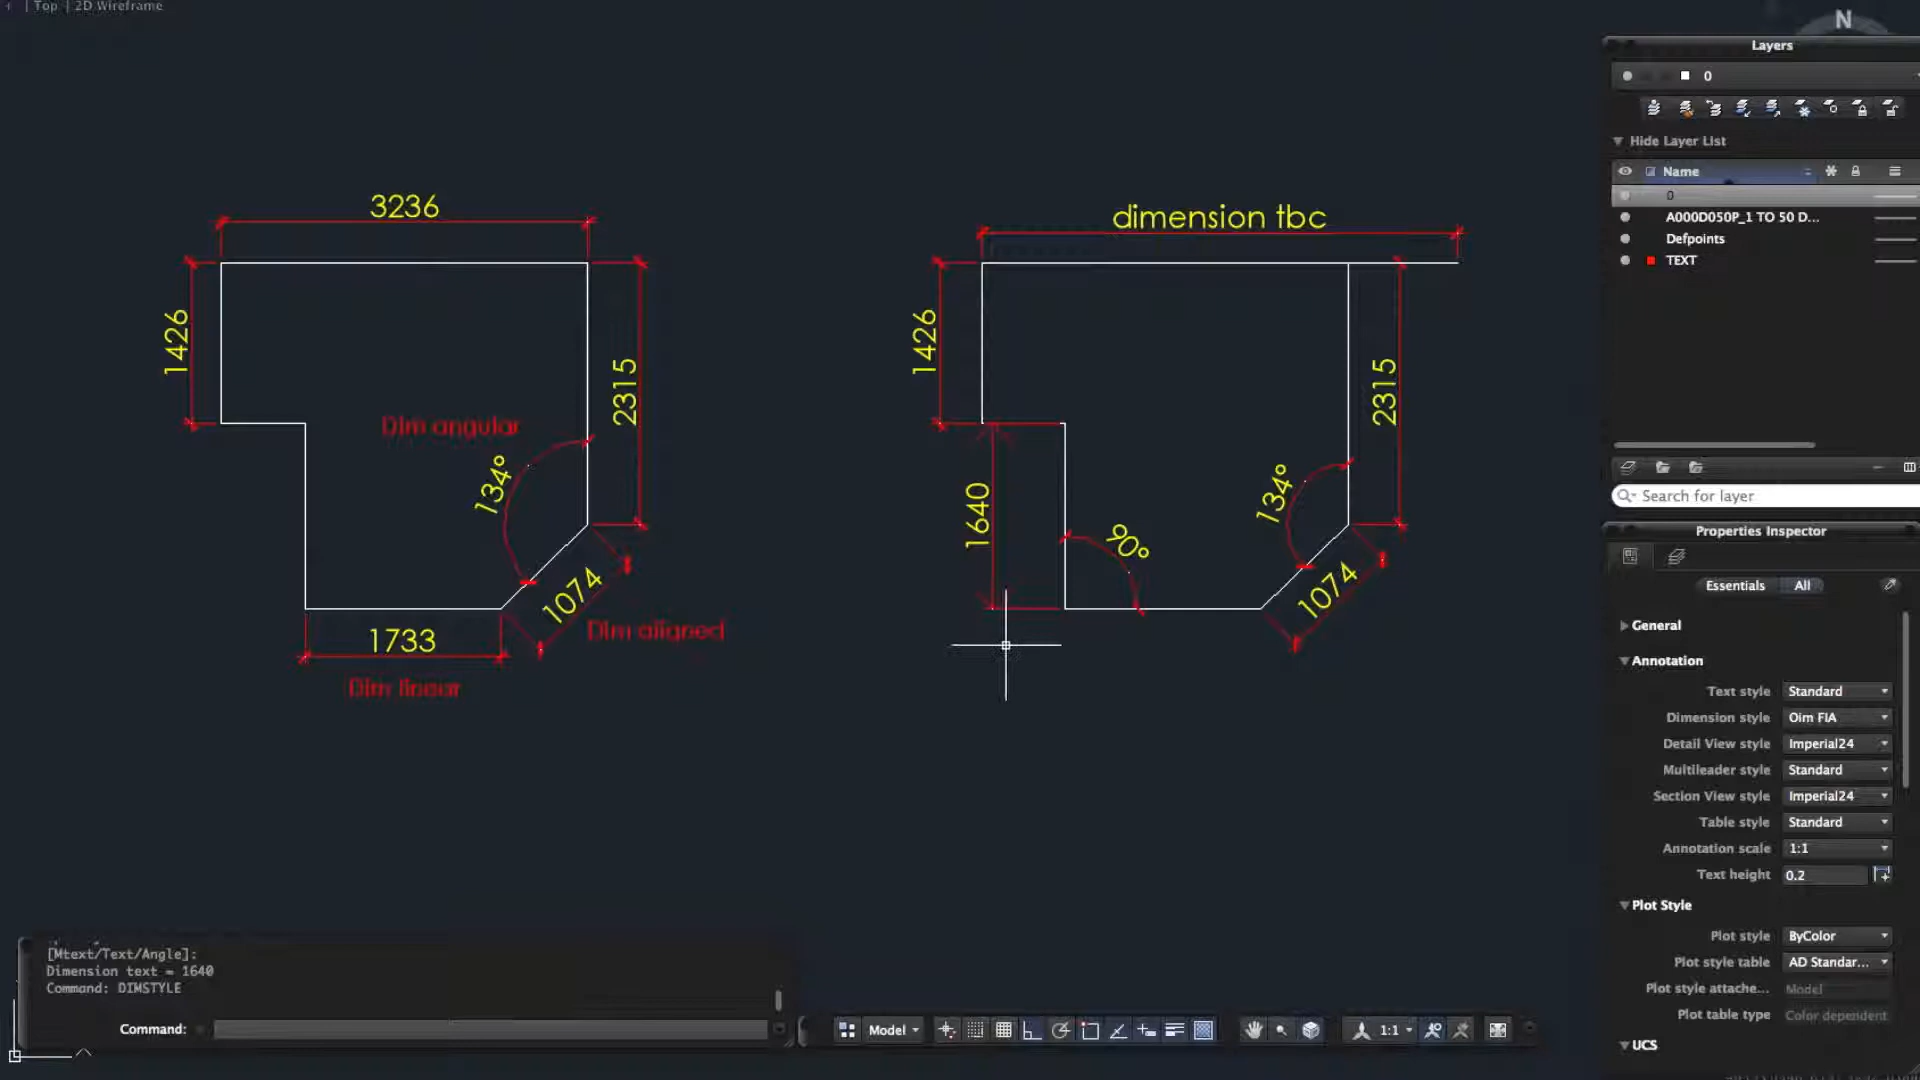 | Top | 2D Wireframe
N
Layers
0
Hide Layer List
Name
0
A000D050P_1 TO 50 D...
Defpoints
TEXT
Search for layer
3236
1426
2315
Dim angular
134°
1074
Dim aligned
1733
Dim linear
dimension tbc
1426
2315
1640
90°
134°
1074
Properties Inspector
Essentials All
General
Annotation
Text style Standard
Dimension style Oim FIA
Detail View style Imperial24
Multileader style Standard
Section View style Imperial24
Table style Standard
Annotation scale 1:1
Text height 0.2
Plot Style
Plot style ByColor
Plot style table AD Standar...
Plot style attache... Model
Plot table type Color dependent
UCS
[Mtext/Text/Angle]:
Dimension text = 1640
Command: DIMSTYLE
Command:
Model
1:1